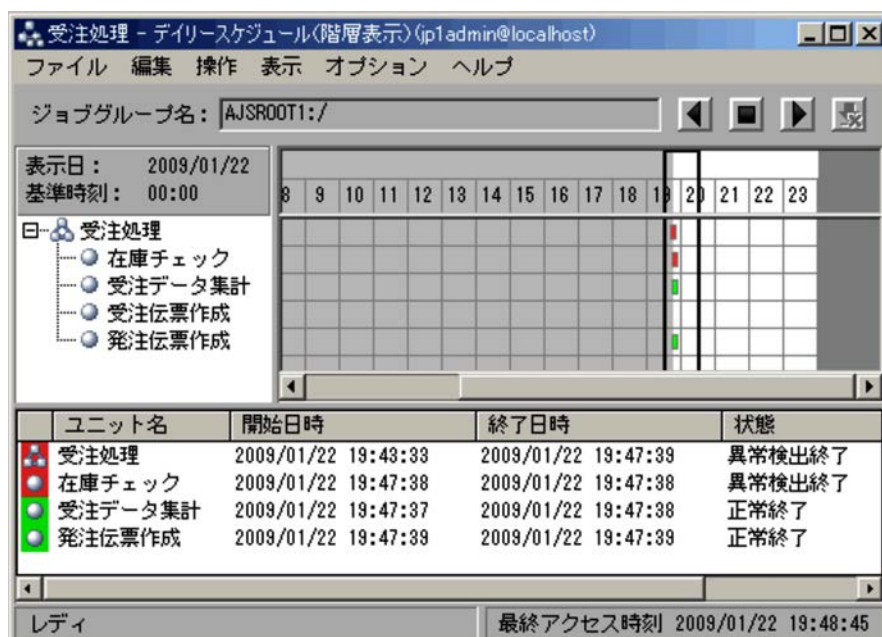 受注処理 - デイリースケジュール(階層表示)(jp1admin@localhost)
ファイル 編集 操作 表示 オプション ヘルプ
ジョブグループ名： AJSROOT1:/
表示日： 2009/01/22
基準時刻： 00:00
8 9 10 11 12 13 14 15 16 17 18 19 20 21 22 23
受注処理
在庫チェック
受注データ集計
受注伝票作成
発注伝票作成
ユニット名 開始日時 終了日時 状態
受注処理 2009/01/22 19:43:33 2009/01/22 19:47:39 異常検出終了
在庫チェック 2009/01/22 19:47:38 2009/01/22 19:47:38 異常検出終了
受注データ集計 2009/01/22 19:47:37 2009/01/22 19:47:38 正常終了
発注伝票作成 2009/01/22 19:47:39 2009/01/22 19:47:39 正常終了
レディ 最終アクセス時刻 2009/01/22 19:48:45